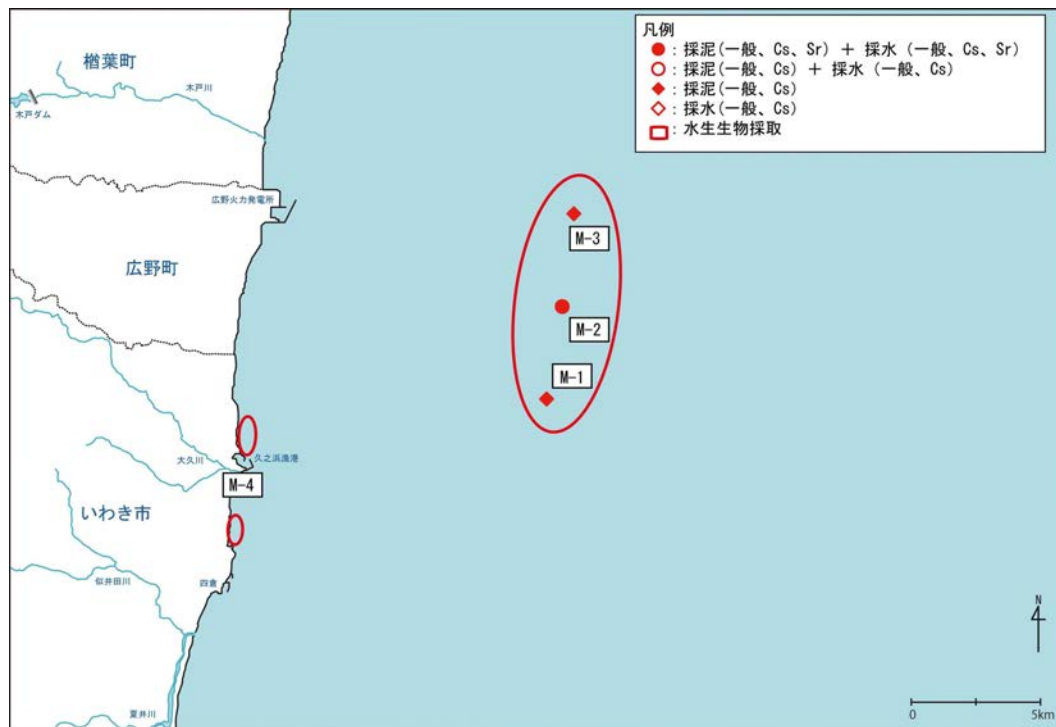 凡例
●: 採泥(一般、Cs、Sr) + 採水 (一般、Cs、Sr)
○: 採泥(一般、Cs) + 採水 (一般、Cs)
◆: 採泥(一般、Cs)
◇: 採水(一般、Cs)
: 水生生物採取
楢葉町
木戸川
木戸ダム
広野火力発電所
M-3
広野町
M-2
M-1
大久川
久之浜漁港
M-4
いわき市
似井田川
四倉
夏井川
N
4
0
5km